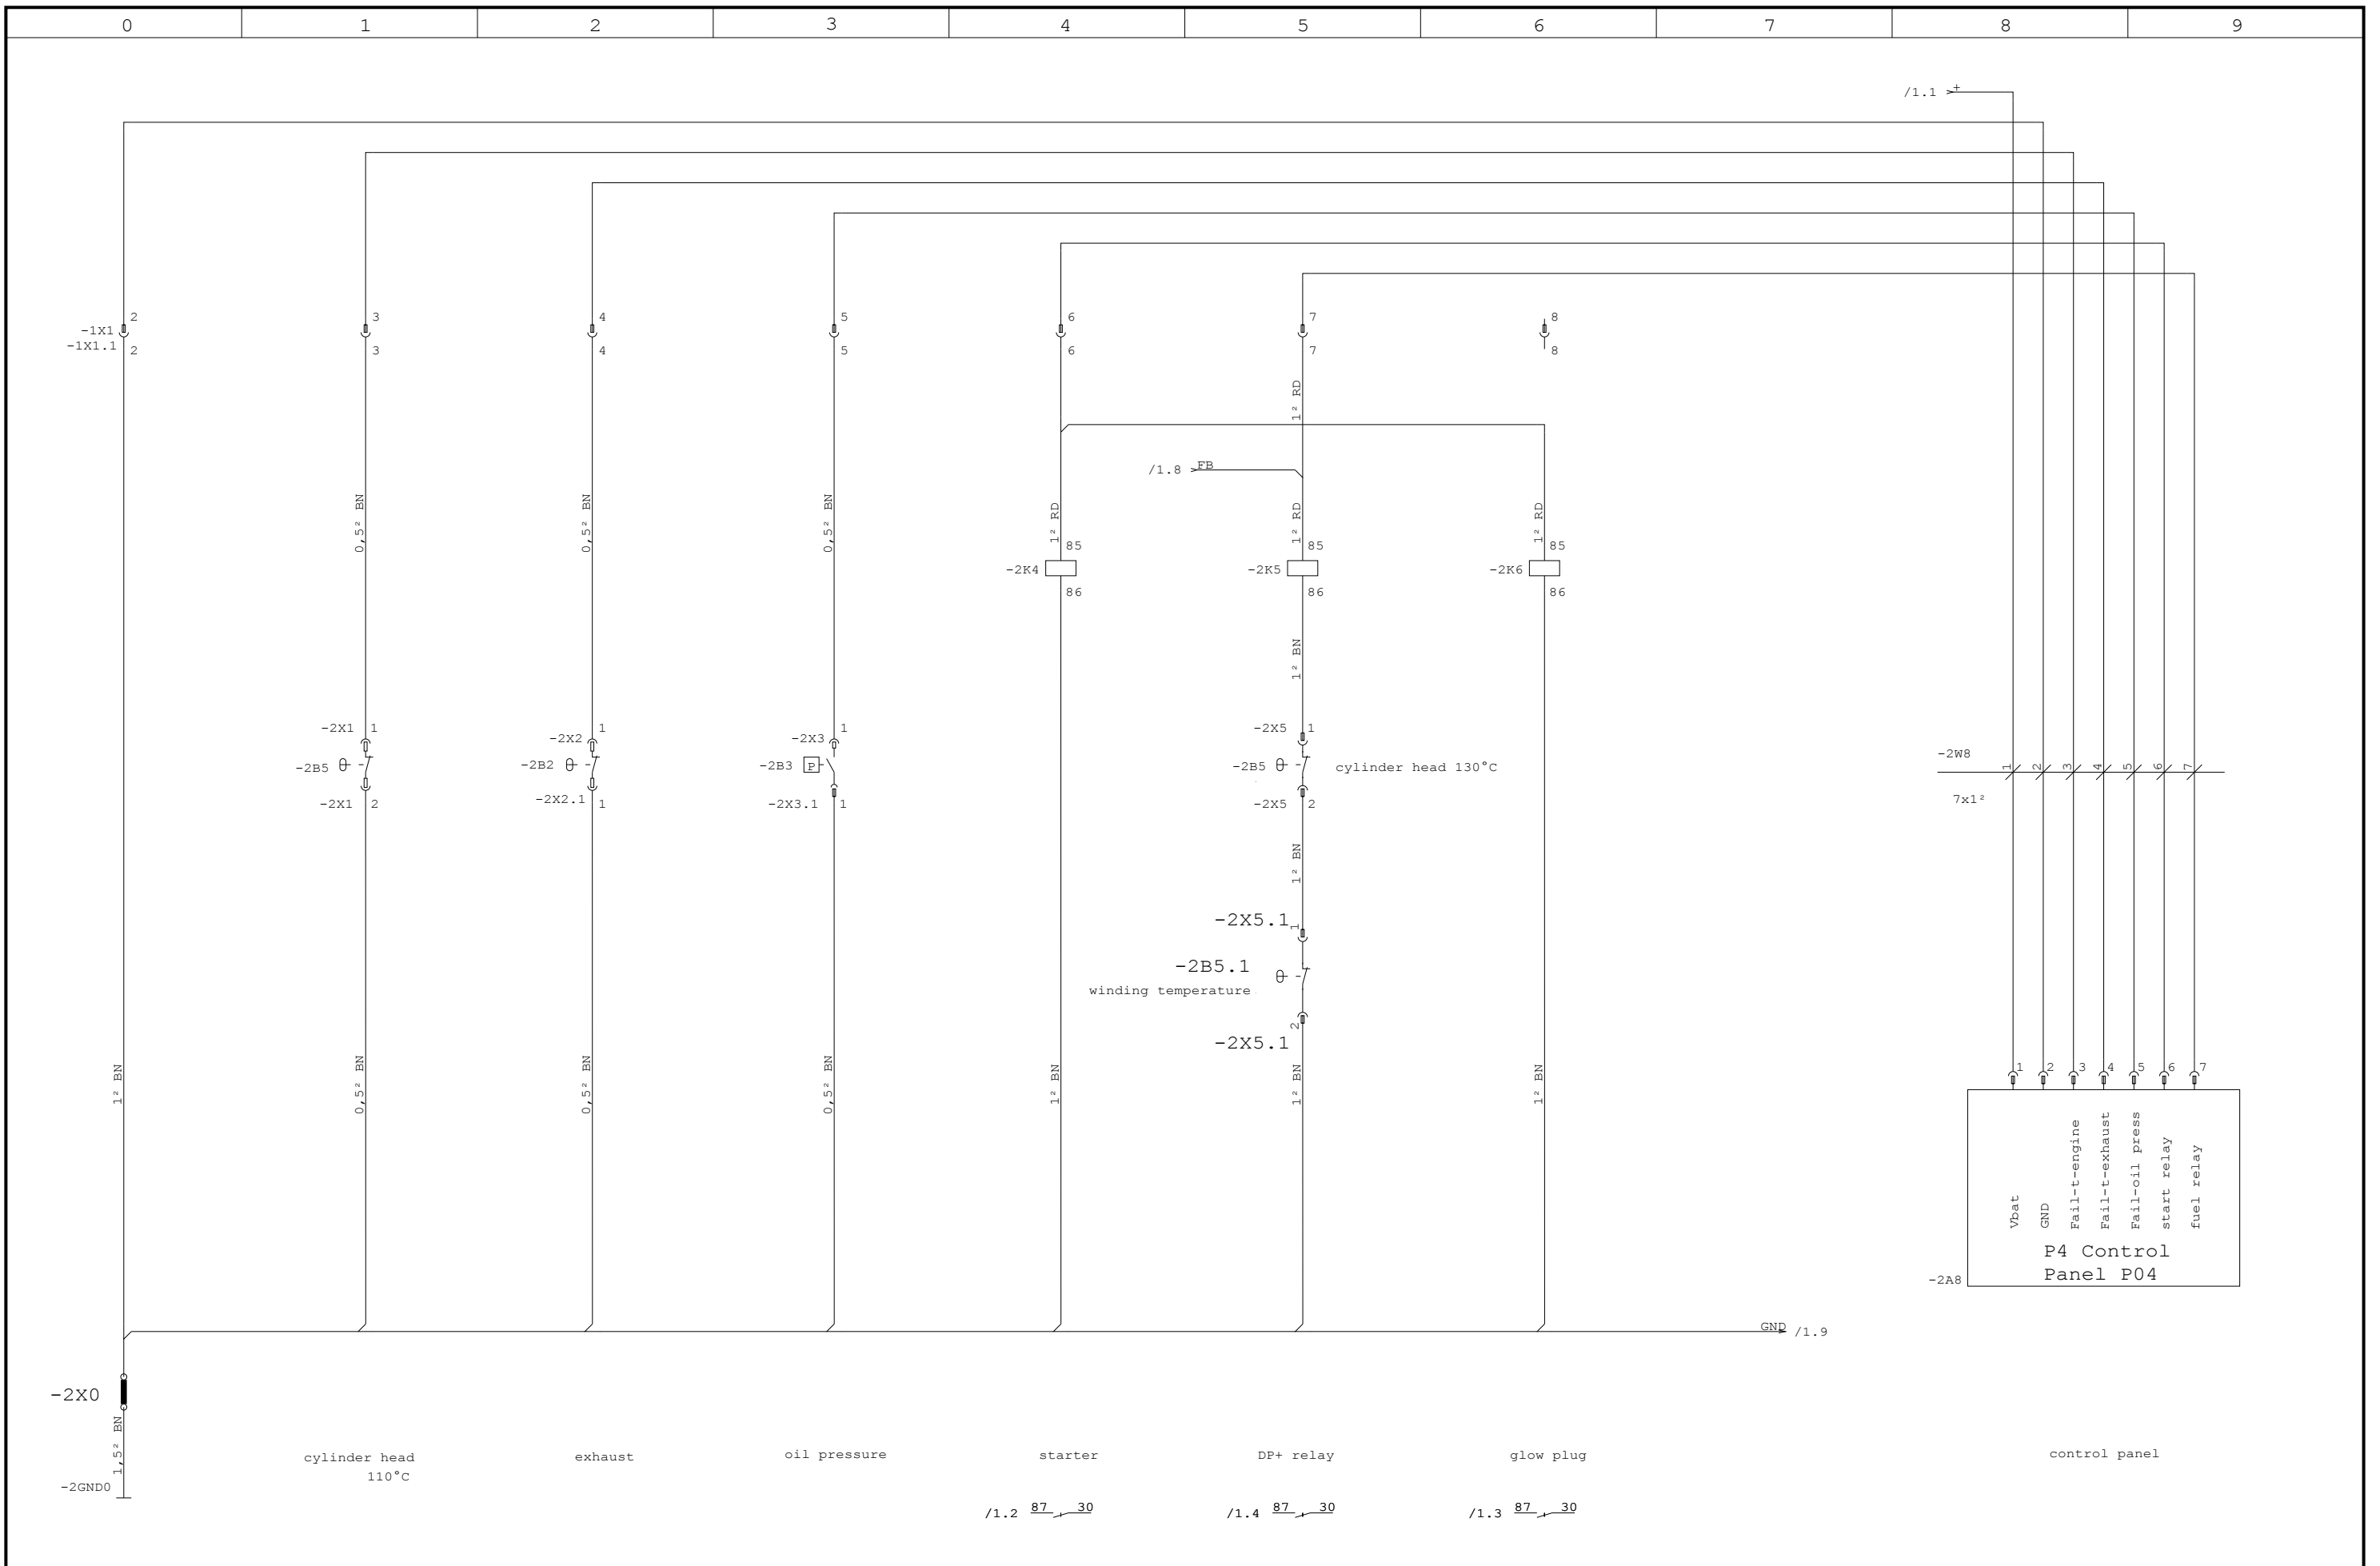 0 1 2 3 4 5 6 7 8 9
/1.1 +
-1X1 2 3 4 5 6 7 8
-1X1.1 2 3 4 5 6 7 8
1² RD
/1.8 FB
0,5² BN 0,5² BN 0,5² BN 1² RD 1² RD 1² RD
85 85 85
-2K4 -2K5 -2K6
86 86 86
1² BN
-2X1 1 -2X2 1 -2X3 1 -2X5 1
-2B5 -2B2 -2B3 P -2B5 cylinder head 130°C
-2X1 2 -2X2.1 1 -2X3.1 1 -2X5 2
-2W8 1 2 3 4 5 6 7
7x1²
1² BN
-2X5.1 1
-2B5.1
winding temperature
2
-2X5.1
1² BN 0,5² BN 0,5² BN 0,5² BN 1² BN 1² BN 1² BN
1 2 3 4 5 6 7
Vbat
GND
Fail-t-engine
Fail-t-exhaust
Fail-oil press
start relay
fuel relay
P4 Control
Panel P04
-2A8
GND /1.9
-2X0
1,5² BN
-2GND0
cylinder head
110°C
exhaust
oil pressure
starter
DP+ relay
glow plug
control panel
/1.2 87 30
/1.4 87 30
/1.3 87 30